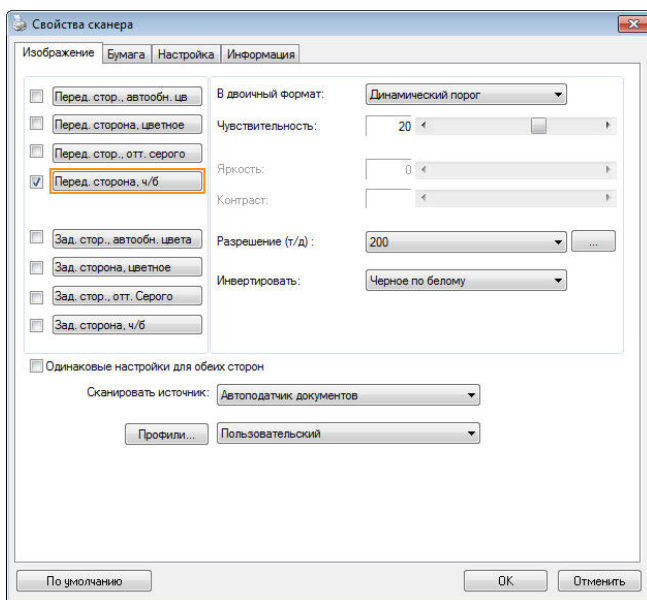 Свойства сканера
Изображение Бумага Настройка Информация
Перед. стор., автообн. цв
Перед. сторона, цветное
Перед. стор., отт. серого
Перед. сторона, ч/б
Зад. стор., автообн. цвета
Зад. сторона, цветное
Зад. стор., отт. Серого
Зад. сторона, ч/б
В двоичный формат: Динамический порог
Чувствительность: 20
Яркость: 0
Контраст:
Разрешение (т/д) : 200 ...
Инвертировать: Черное по белому
Одинаковые настройки для обеих сторон
Сканировать источник: Автоподатчик документов
Профили... Пользовательский
По умолчанию OK Отменить